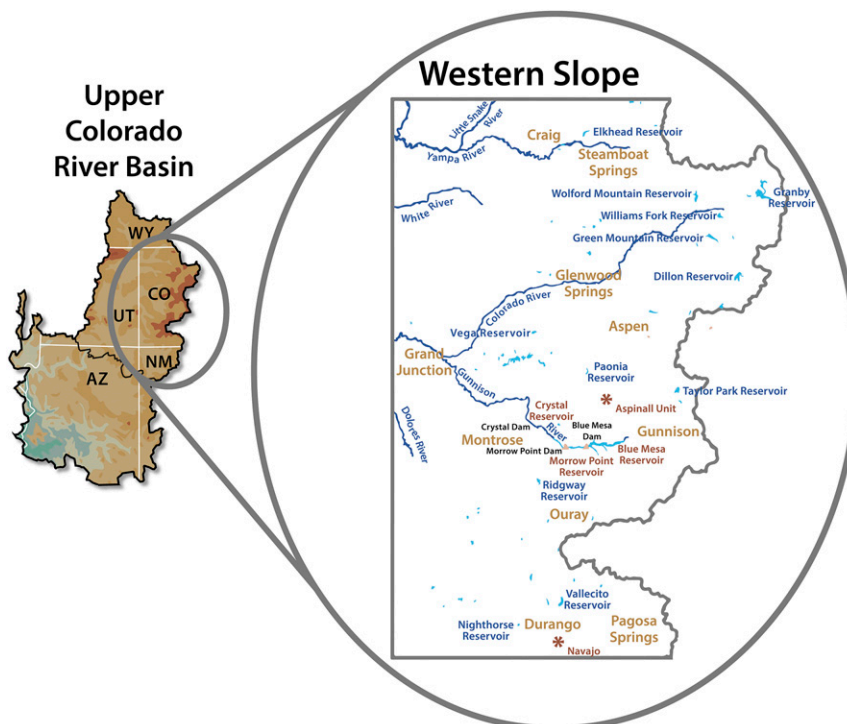 Upper
Colorado
River Basin
WY
CO
UT
AZ
NM
Western Slope
Little Snake
River
Craig
Elkhead Reservoir
Yampa River
Steamboat
Springs
White River
Wolford Mountain Reservoir
Granby
Reservoir
Williams Fork Reservoir
Green Mountain Reservoir
Glenwood
Springs
Dillon Reservoir
Colorado River
Vega Reservoir
Aspen
Grand
Junction
Gunnison
River
Paonia
Reservoir
Taylor Park Reservoir
*
Aspinall Unit
Dolores River
Crystal
Reservoir
Crystal Dam
Blue Mesa
Dam
Gunnison
Montrose
Morrow Point Dam
Blue Mesa
Reservoir
Morrow Point
Reservoir
Ridgway
Reservoir
Ouray
Vallecito
Reservoir
Nighthorse
Reservoir
Durango
Pagosa
Springs
*
Navajo